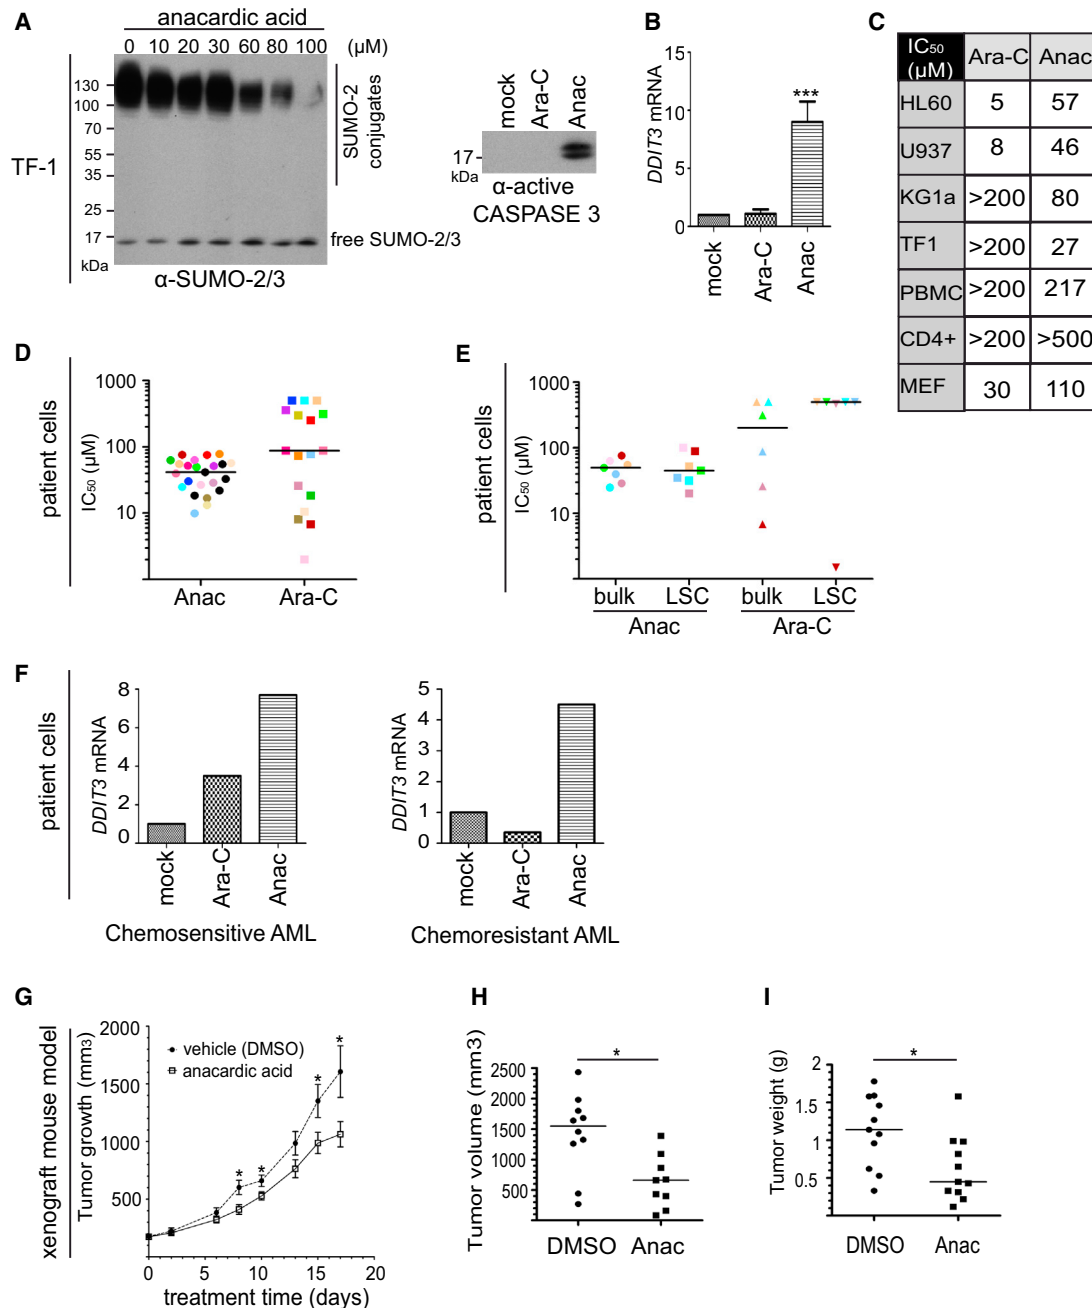 A
anacardic acid
0 10 20 30 60 80 100 (µM)
130
100
70
55
35
25
17
kDa
TF-1
SUMO-2
conjugates
free SUMO-2/3
α-SUMO-2/3
mock
Ara-C
Anac
17
kDa
α-active
CASPASE 3
B
DDIT3 mRNA
15
10
5
0
***
mock
Ara-C
Anac
C
IC50 (µM) Ara-C Anac
HL60 5 57
U937 8 46
KG1a >200 80
TF1 >200 27
PBMC >200 217
CD4+ >200 >500
MEF 30 110
D
patient cells
IC50 (µM)
1000
100
10
Anac Ara-C
E
patient cells
IC50 (µM)
1000
100
10
bulk LSC bulk LSC
Anac Ara-C
F
patient cells
DDIT3 mRNA
8
6
4
2
0
mock
Ara-C
Anac
Chemosensitive AML
DDIT3 mRNA
5
4
3
2
1
0
mock
Ara-C
Anac
Chemoresistant AML
G
xenograft mouse model
Tumor growth (mm3)
2000
1500
1000
500
vehicle (DMSO)
anacardic acid
* * * *
0 5 10 15 20
treatment time (days)
H
Tumor volume (mm3)
2500
2000
1500
1000
500
0
*
DMSO Anac
I
Tumor weight (g)
2
1.5
1
0.5
*
DMSO Anac